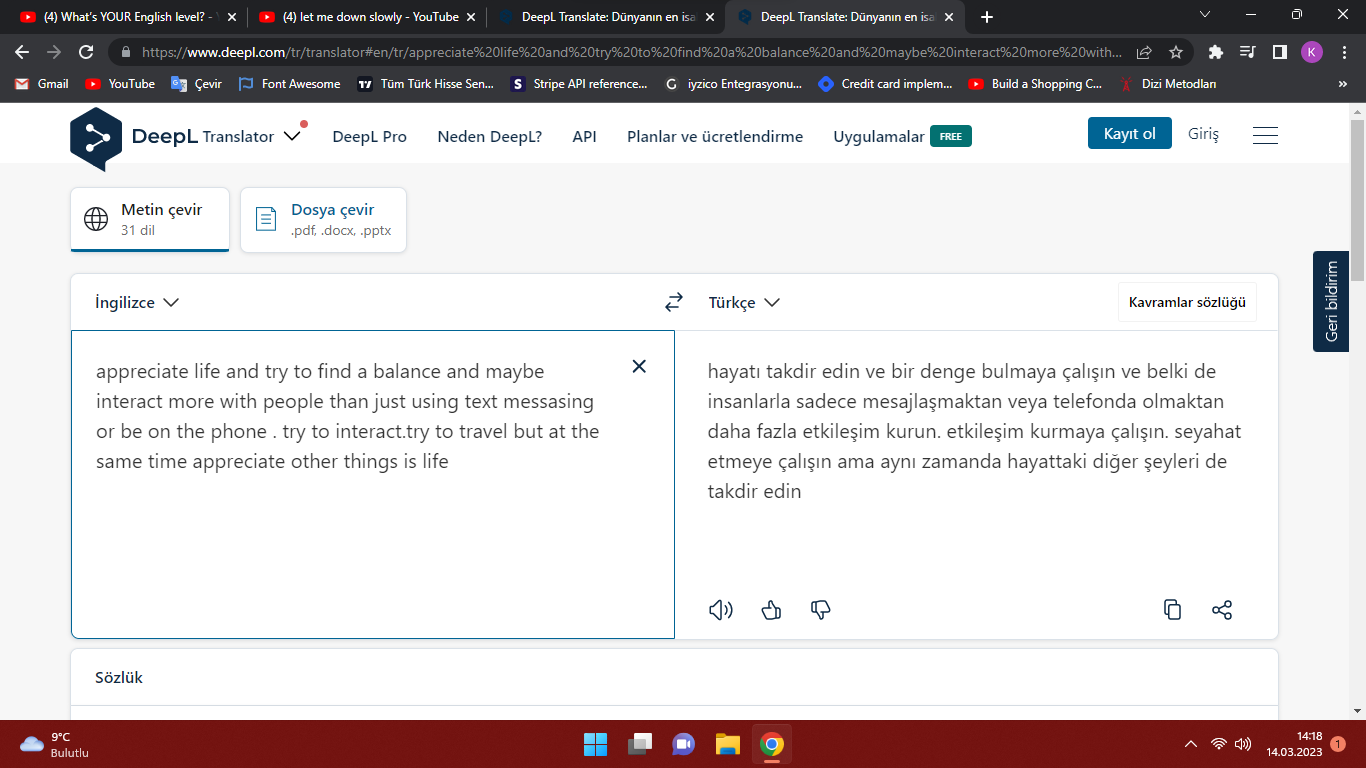 (4) What's YOUR English level? -
(4) let me down slowly - YouTube
DeepL Translate: Dünyanın en isa
DeepL Translate: Dünyanın en isa
https://www.deepl.com/tr/translator#en/tr/appreciate%20life%20and%20try%20to%20find%20a%20balance%20and%20maybe%20interact%20more%20with...
K
Gmail
YouTube
Çevir
Font Awesome
Tüm Türk Hisse Sen...
Stripe API reference...
iyzico Entegrasyonu...
Credit card implem...
Build a Shopping C...
Dizi Metodları
»
DeepL Translator
DeepL Pro
Neden DeepL?
API
Planlar ve ücretlendirme
Uygulamalar FREE
Kayıt ol
Giriş
Metin çevir
31 dil
Dosya çevir
.pdf, .docx, .pptx
Geri bildirim
İngilizce
Türkçe
Kavramlar sözlüğü
appreciate life and try to find a balance and maybe
interact more with people than just using text messasing
or be on the phone . try to interact.try to travel but at the
same time appreciate other things is life
hayatı takdir edin ve bir denge bulmaya çalışın ve belki de
insanlarla sadece mesajlaşmaktan veya telefonda olmaktan
daha fazla etkileşim kurun. etkileşim kurmaya çalışın. seyahat
etmeye çalışın ama aynı zamanda hayattaki diğer şeyleri de
takdir edin
Sözlük
9°C
Bulutlu
14:18
14.03.2023
1